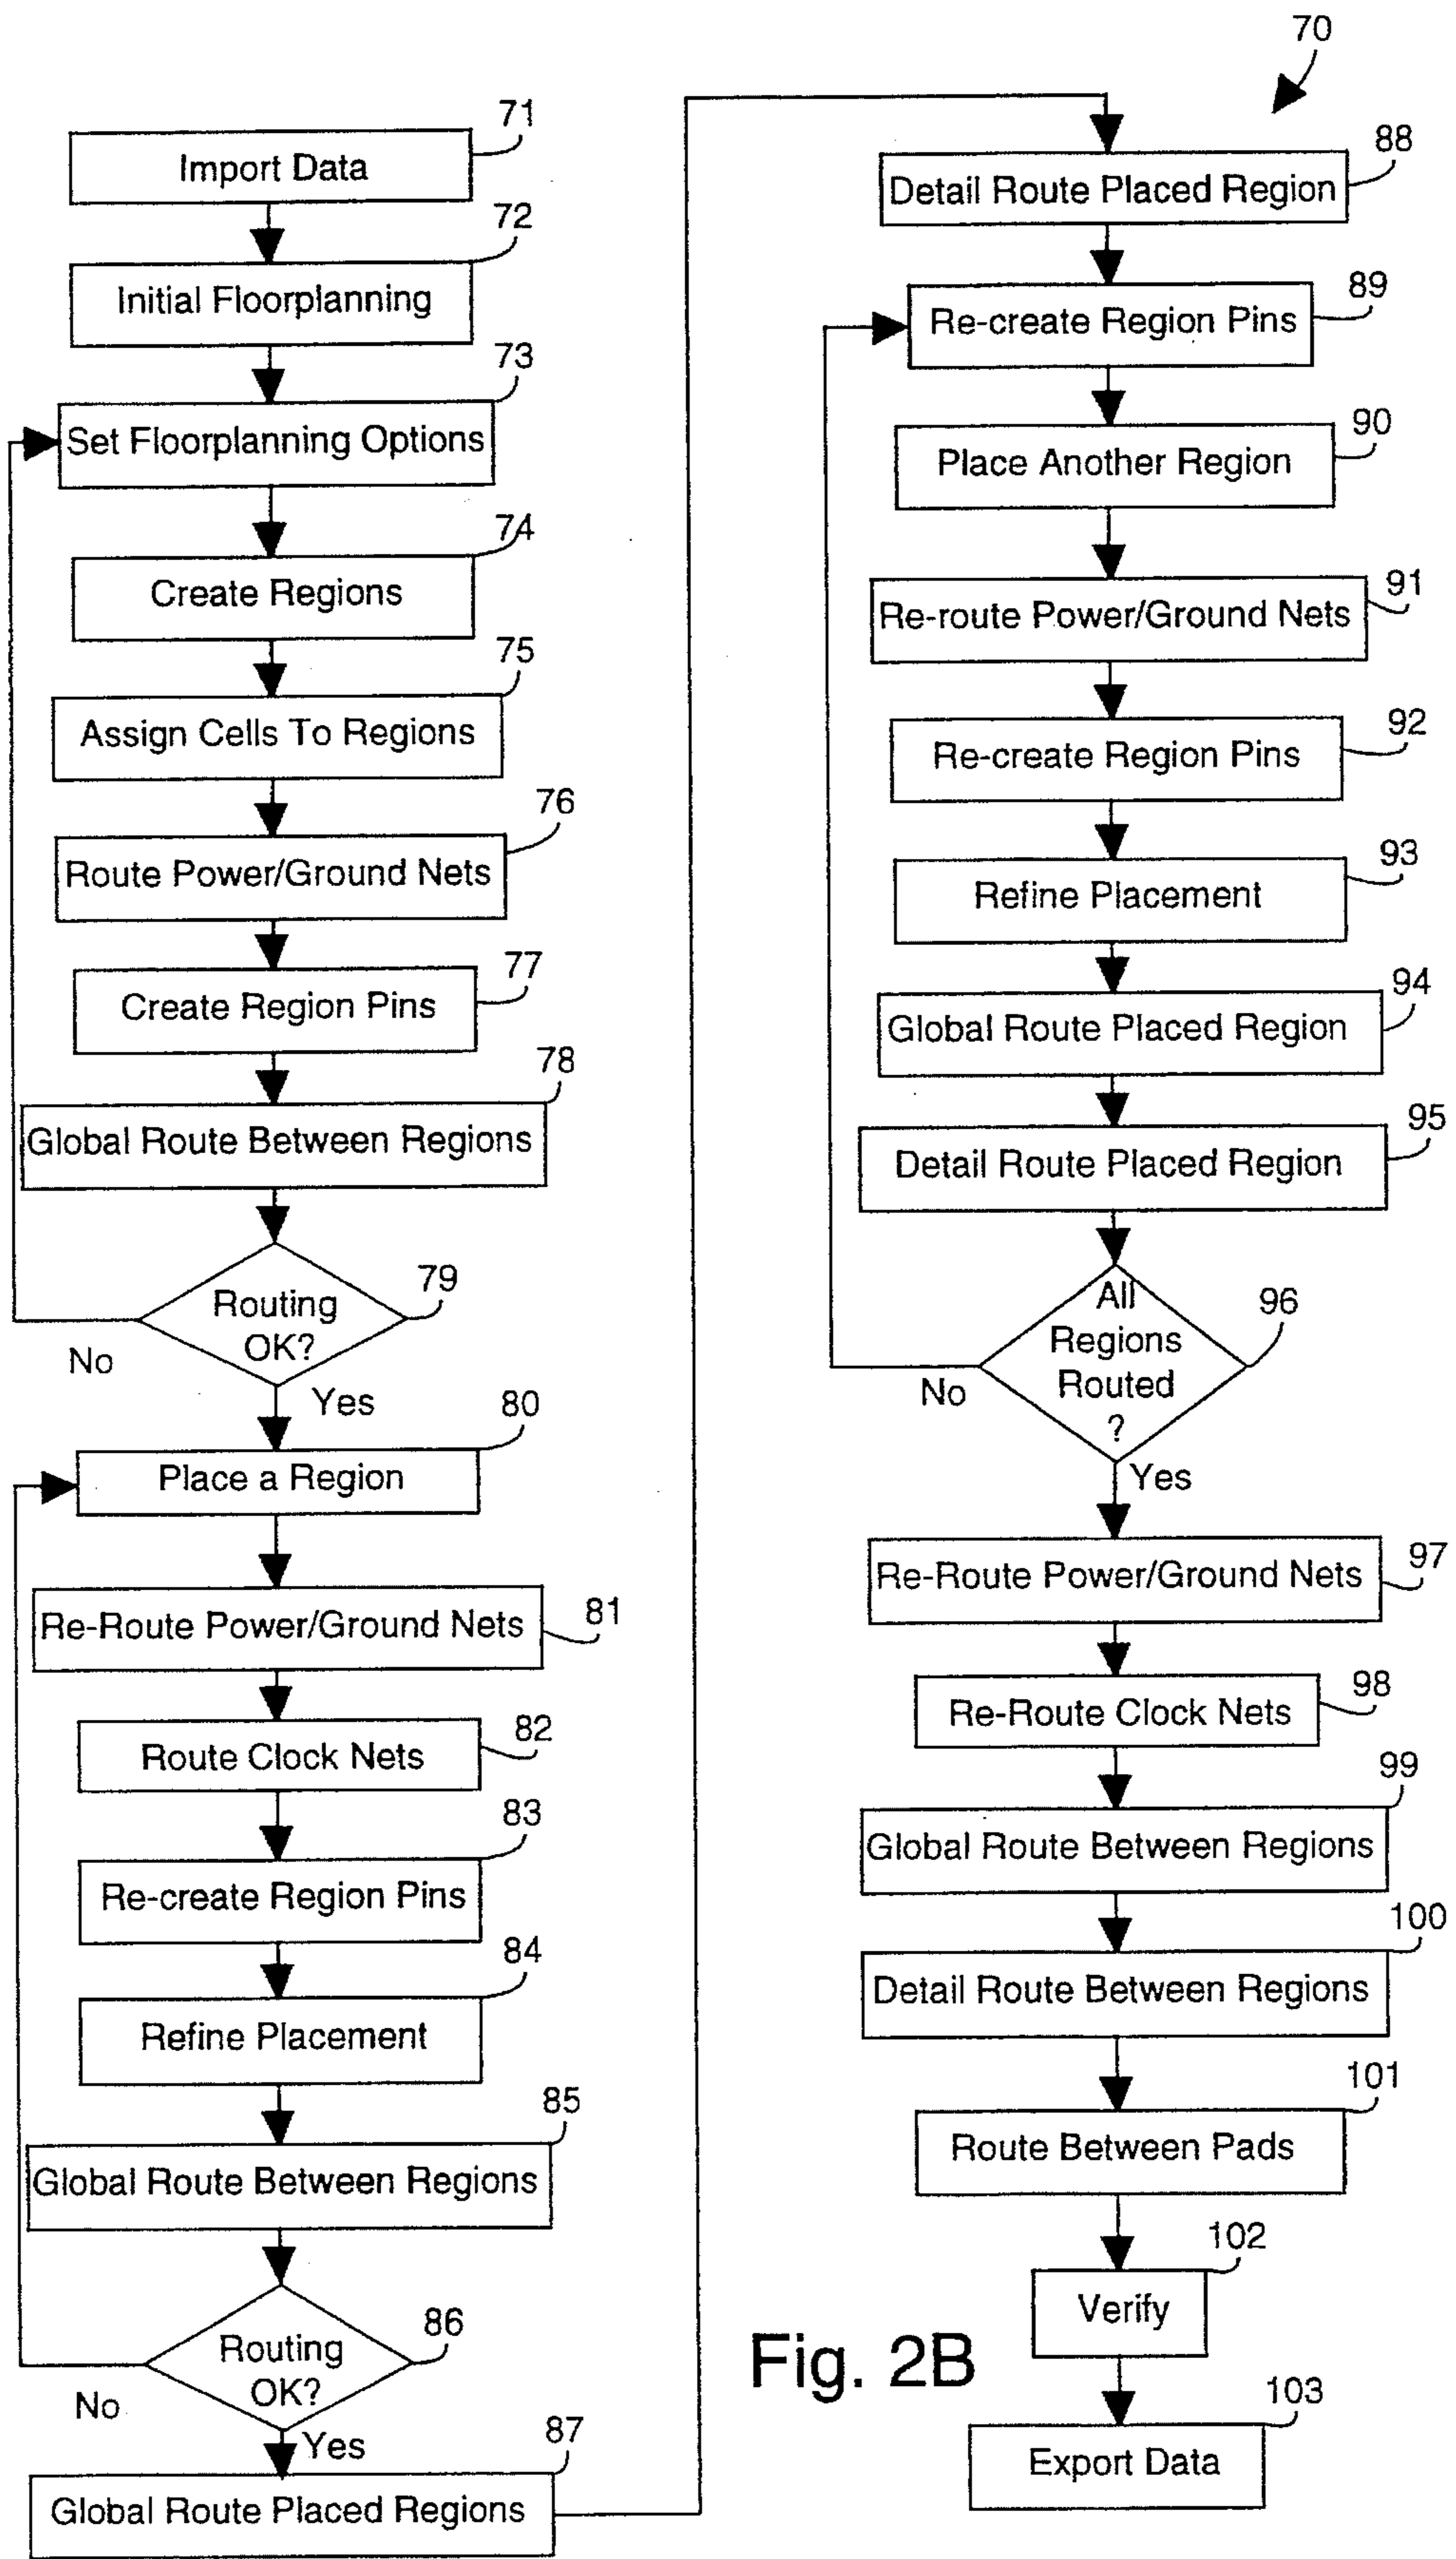 71
Import Data
72
Initial Floorplanning
73
Set Floorplanning Options
74
Create Regions
75
Assign Cells To Regions
76
Route Power/Ground Nets
77
Create Region Pins
78
Global Route Between Regions
79
Routing
OK?
No
Yes
80
Place a Region
81
Re-Route Power/Ground Nets
82
Route Clock Nets
83
Re-create Region Pins
84
Refine Placement
85
Global Route Between Regions
86
Routing
OK?
No
Yes
87
Global Route Placed Regions
70
88
Detail Route Placed Region
89
Re-create Region Pins
90
Place Another Region
91
Re-route Power/Ground Nets
92
Re-create Region Pins
93
Refine Placement
94
Global Route Placed Region
95
Detail Route Placed Region
96
All
Regions
Routed
?
No
Yes
97
Re-Route Power/Ground Nets
98
Re-Route Clock Nets
99
Global Route Between Regions
100
Detail Route Between Regions
101
Route Between Pads
102
Verify
103
Export Data
Fig. 2B